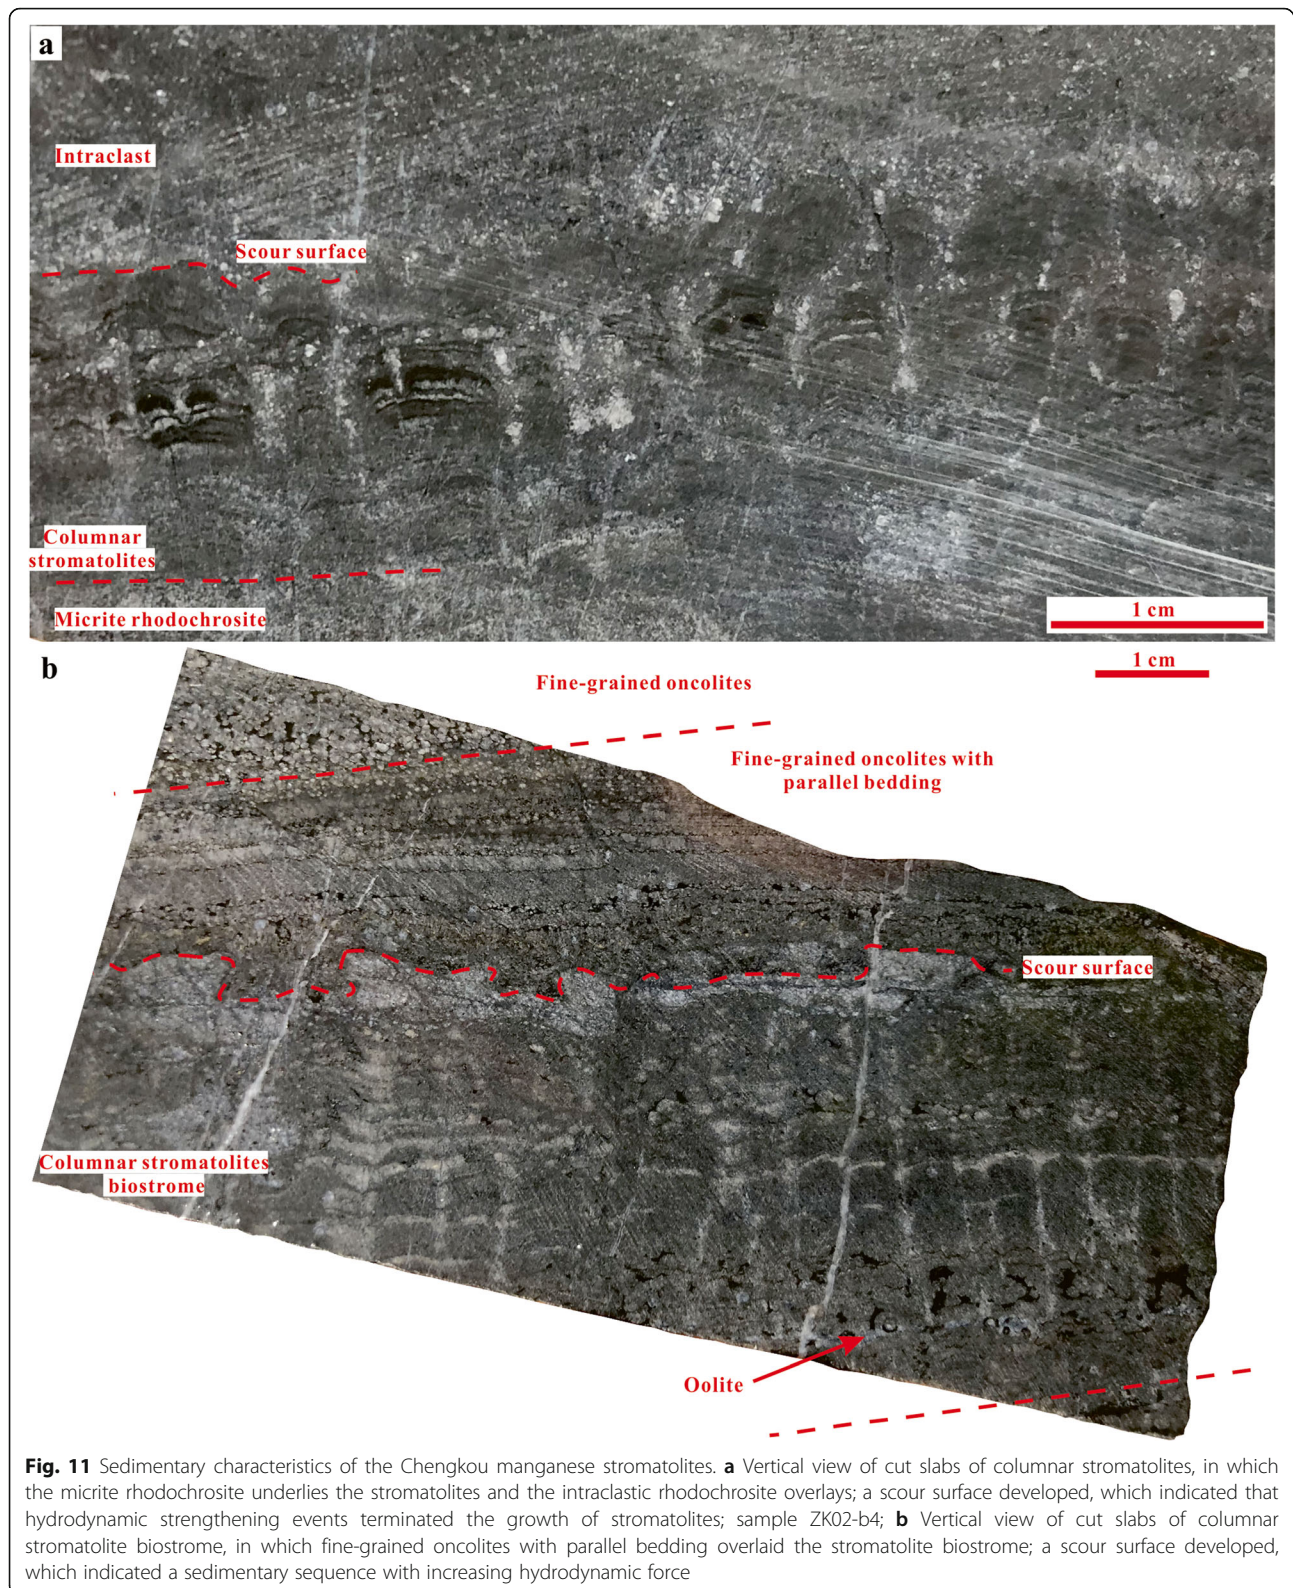 a
Intraclast
Scour surface
Columnar
stromatolites
Micrite rhodochrosite
1 cm
b
1 cm
Fine-grained oncolites
Fine-grained oncolites with
parallel bedding
Scour surface
Columnar stromatolites
biostrome
Oolite
Fig. 11 Sedimentary characteristics of the Chengkou manganese stromatolites. a Vertical view of cut slabs of columnar stromatolites, in which
the micrite rhodochrosite underlies the stromatolites and the intraclastic rhodochrosite overlays; a scour surface developed, which indicated that
hydrodynamic strengthening events terminated the growth of stromatolites; sample ZK02-b4; b Vertical view of cut slabs of columnar
stromatolite biostrome, in which fine-grained oncolites with parallel bedding overlaid the stromatolite biostrome; a scour surface developed,
which indicated a sedimentary sequence with increasing hydrodynamic force